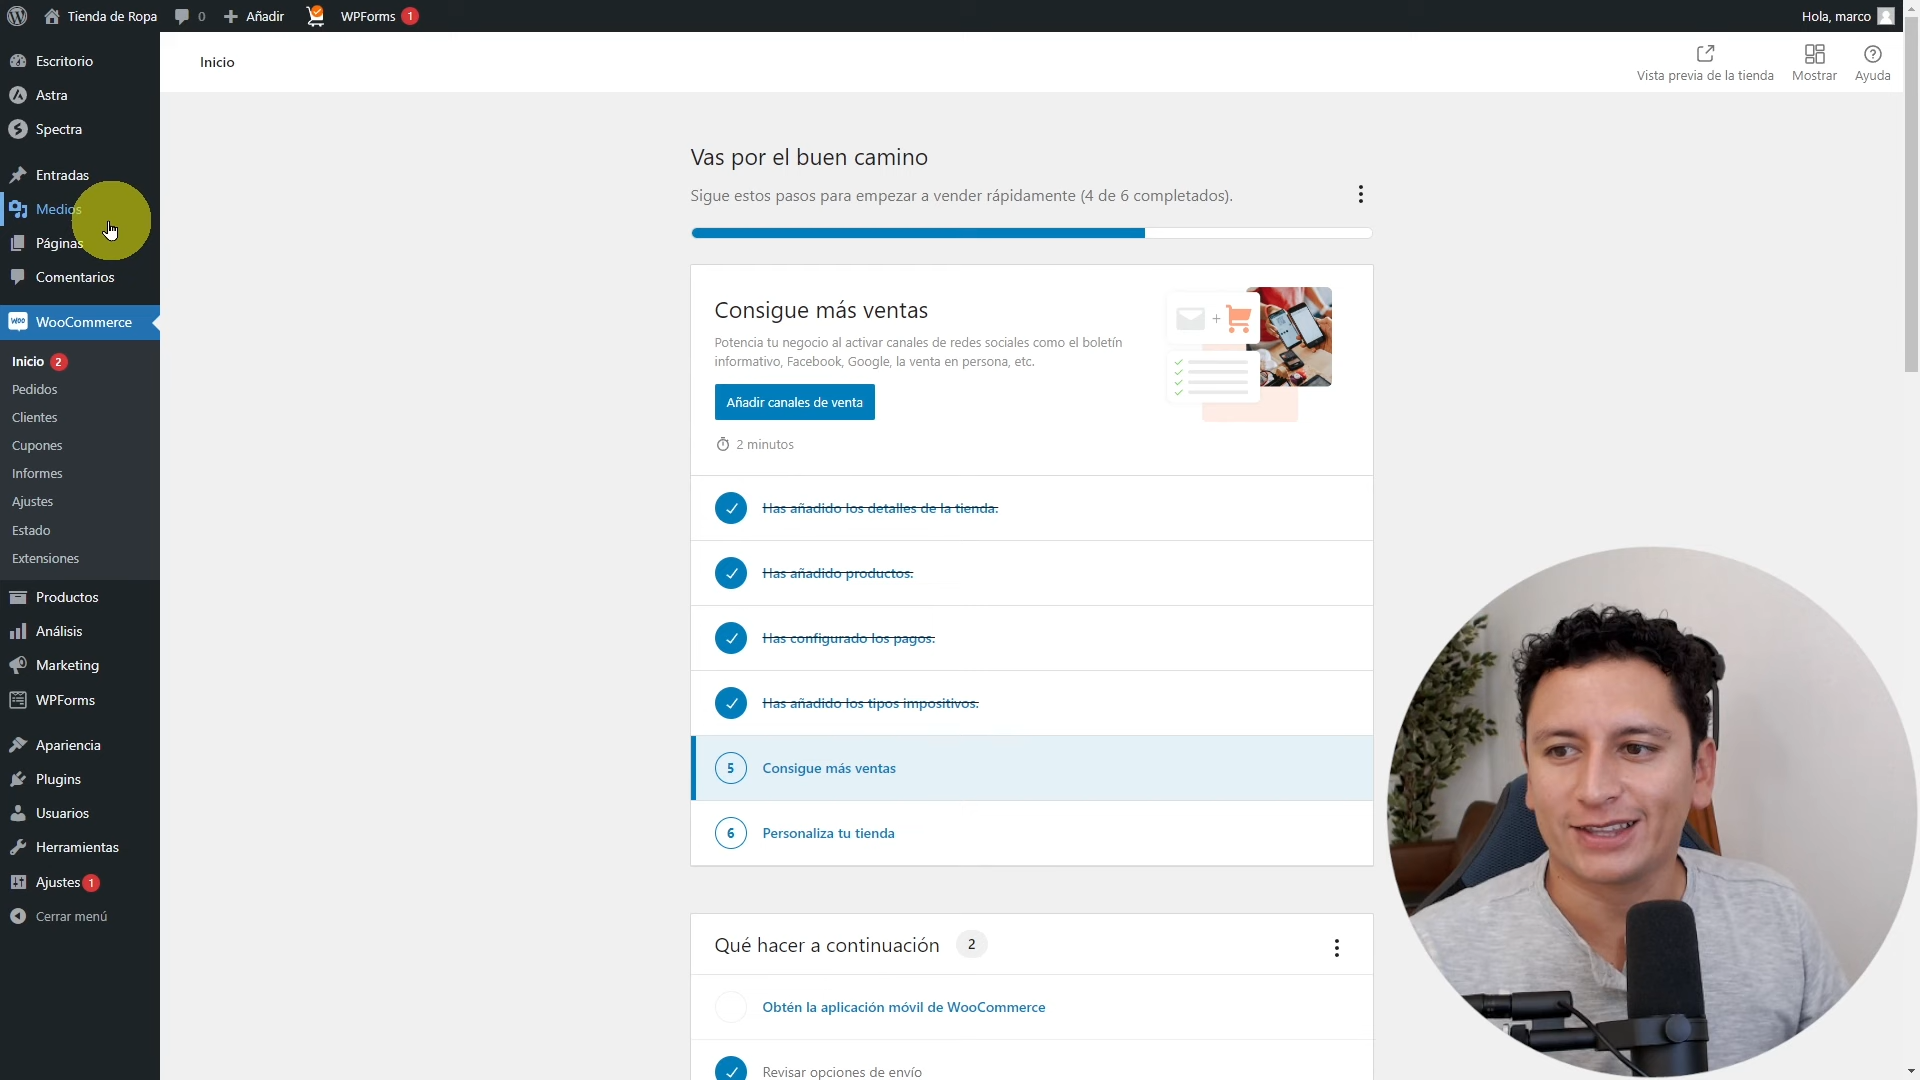 Tienda de Ropa
0
Añadir
WPForms 1
Hola, marco
Escritorio
Astra
Spectra
Entradas
Medios
Páginas
Comentarios
WooCommerce
Inicio 2
Pedidos
Clientes
Cupones
Informes
Ajustes
Estado
Extensiones
Productos
Análisis
Marketing
WPForms
Apariencia
Plugins
Usuarios
Herramientas
Ajustes 1
Cerrar menú
Inicio
Vista previa de la tienda
Mostrar
Ayuda
Vas por el buen camino
Sigue estos pasos para empezar a vender rápidamente (4 de 6 completados).
Consigue más ventas
Potencia tu negocio al activar canales de redes sociales como el boletín
informativo, Facebook, Google, la venta en persona, etc.
Añadir canales de venta
2 minutos
Has añadido los detalles de la tienda.
Has añadido productos.
Has configurado los pagos.
Has añadido los tipos impositivos.
5 Consigue más ventas
6 Personaliza tu tienda
Qué hacer a continuación 2
Obtén la aplicación móvil de WooCommerce
Revisar opciones de envío